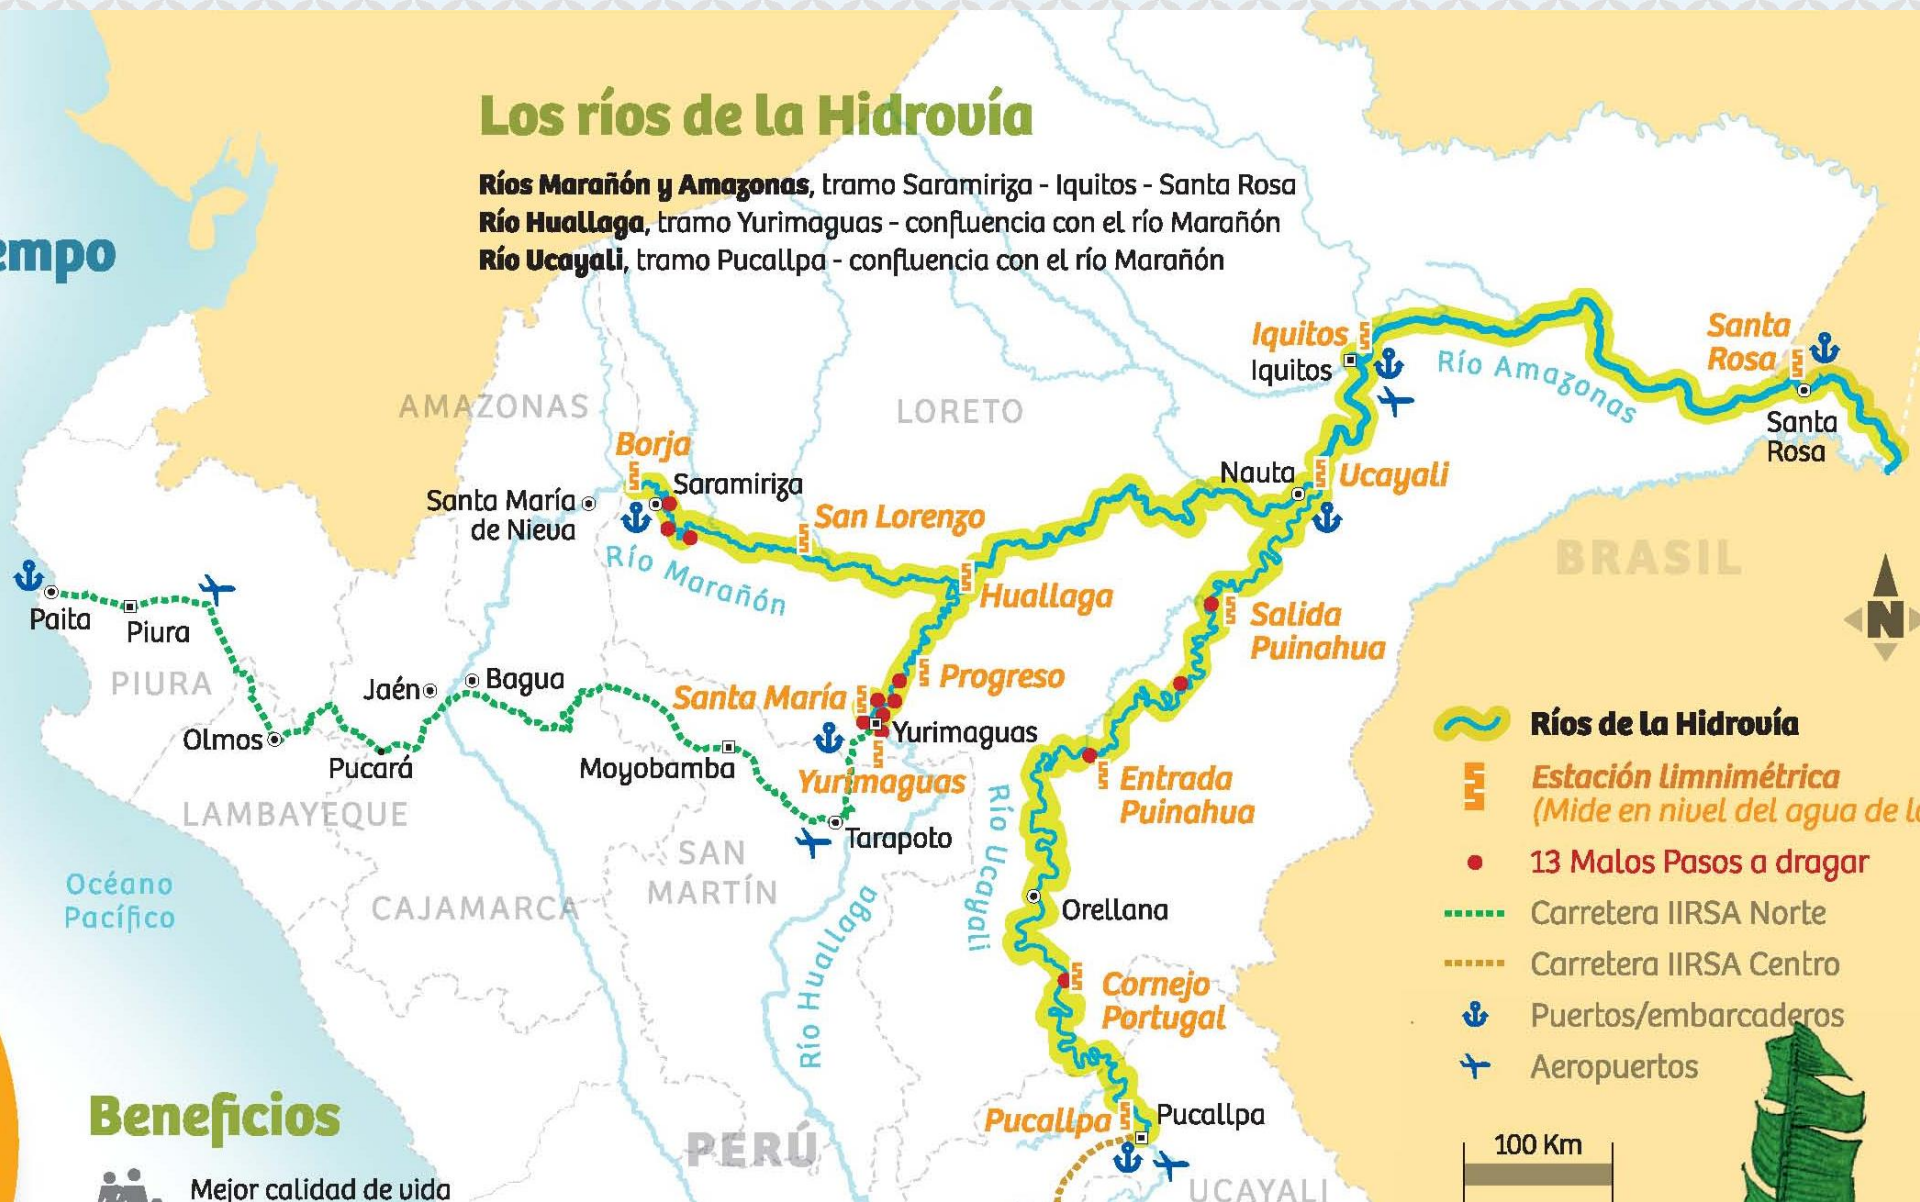 Los ríos de la Hidrovía
Ríos Marañón y Amazonas, tramo Saramiriza - Iquitos - Santa Rosa
Río Huallaga, tramo Yurimaguas - confluencia con el río Marañón
Río Ucayali, tramo Pucallpa - confluencia con el río Marañón
empo
Iquitos
Iquitos
Río Amazonas
Santa
Rosa
Santa
Rosa
AMAZONAS
LORETO
Borja
Saramiriza
Santa María
de Nieva
San Lorenzo
Nauta
Ucayali
Río Marañón
Huallaga
BRASIL
N
Paita
Piura
PIURA
Salida
Puinahua
Jaén
Bagua
Santa María
Progreso
Olmos
Pucará
Moyobamba
Yurimaguas
Yurimaguas
Entrada
Puinahua
LAMBAYEQUE
Tarapoto
SAN
MARTÍN
Río Ucayali
Océano
Pacífico
CAJAMARCA
Río Huallaga
Orellana
Cornejo
Portugal
Pucallpa
Pucallpa
PERÚ
UCAYALI
Ríos de la Hidrovía
Estación limnimétrica
(Mide en nivel del agua de
13 Malos Pasos a dragar
Carretera IIRSA Norte
Carretera IIRSA Centro
Puertos/embarcaderos
Aeropuertos
100 Km
Beneficios
Mejor calidad de vida